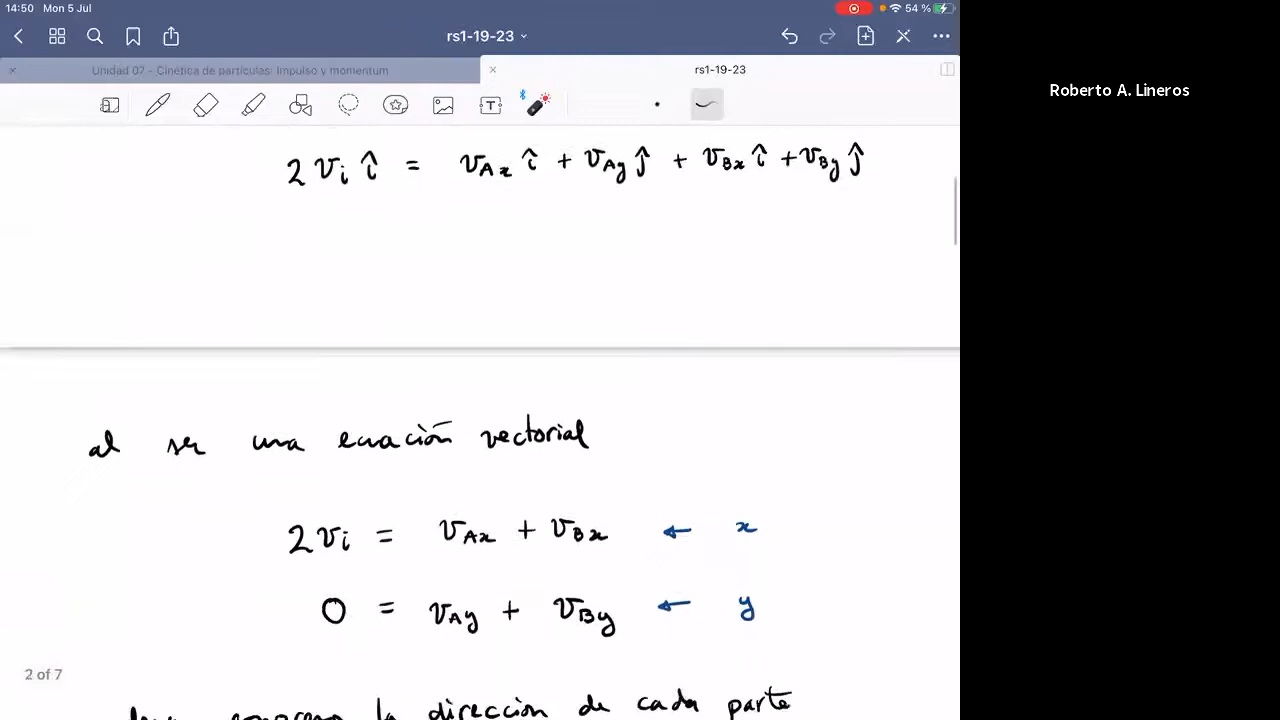 14:50 Mon 5 Jul
54 %
rs1-19-23
Unidad 07 - Cinética de partículas: Impulso y momentum
rs1-19-23
Roberto A. Lineros
2 v_i î = v_Ax î + v_Ay ĵ + v_Bx î + v_By ĵ
al ser una ecuación vectorial
2 v_i = v_Ax + v_Bx ← x
0 = v_Ay + v_By ← y
2 of 7
la dirección de cada parte